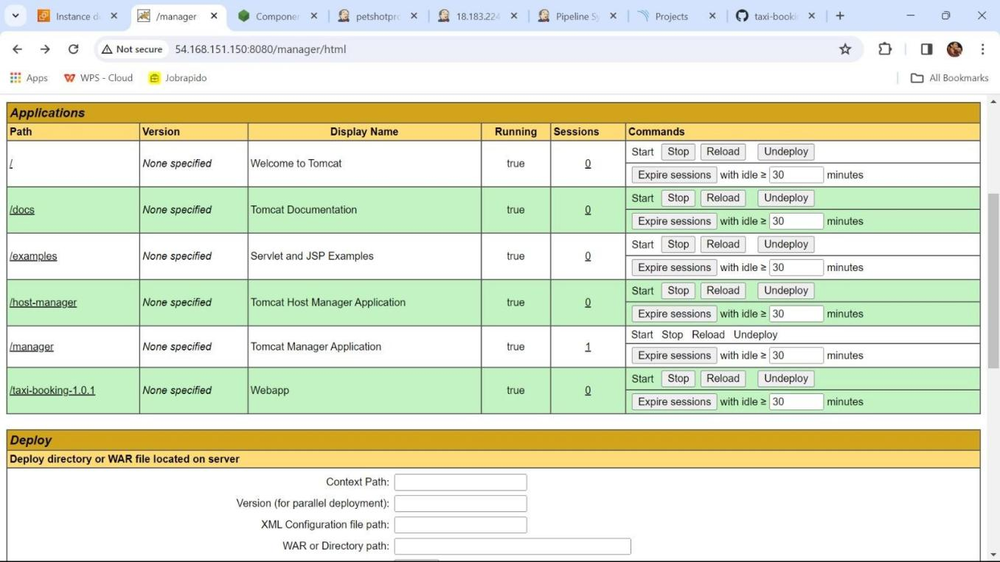 Instance d
/manager
Componer
petshotpro
18.183.224
Pipeline Sy
Projects
taxi-booki
Not secure 54.168.151.150:8080/manager/html
Apps WPS - Cloud Jobrapido All Bookmarks
Applications
Path Version Display Name Running Sessions Commands
/ None specified Welcome to Tomcat true 0 Start Stop Reload Undeploy
Expire sessions with idle ≥ 30 minutes
/docs None specified Tomcat Documentation true 0 Start Stop Reload Undeploy
Expire sessions with idle ≥ 30 minutes
/examples None specified Servlet and JSP Examples true 0 Start Stop Reload Undeploy
Expire sessions with idle ≥ 30 minutes
/host-manager None specified Tomcat Host Manager Application true 0 Start Stop Reload Undeploy
Expire sessions with idle ≥ 30 minutes
/manager None specified Tomcat Manager Application true 1 Start Stop Reload Undeploy
Expire sessions with idle ≥ 30 minutes
/taxi-booking-1.0.1 None specified Webapp true 0 Start Stop Reload Undeploy
Expire sessions with idle ≥ 30 minutes
Deploy
Deploy directory or WAR file located on server
Context Path:
Version (for parallel deployment):
XML Configuration file path:
WAR or Directory path: